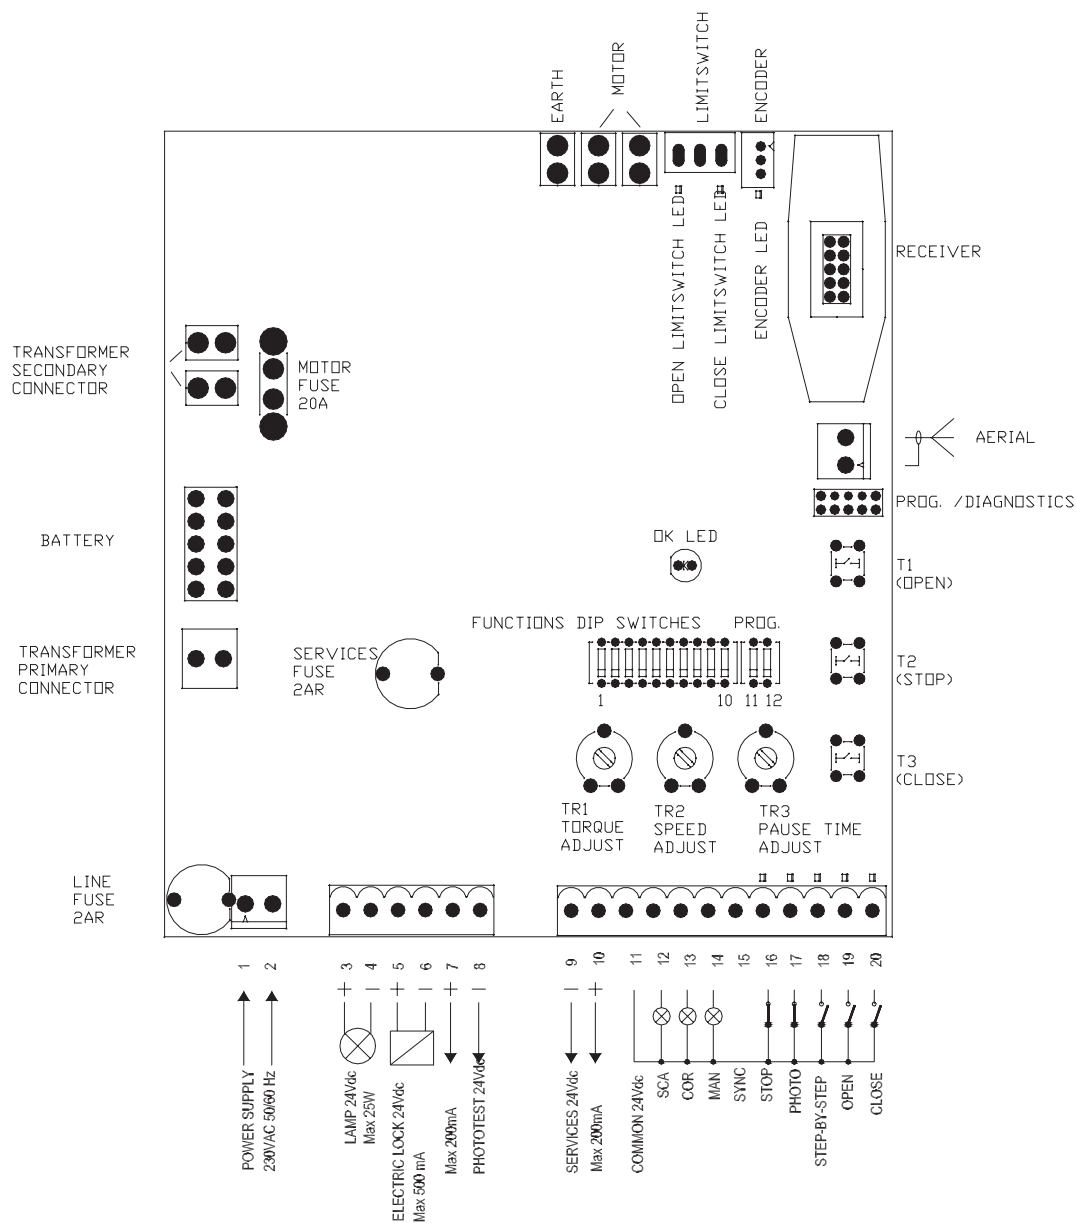 EARTH
MOTOR
LIMITSWITCH
ENCODER
OPEN LIMITSWITCH LED
CLOSE LIMITSWITCH LED
ENCODER LED
RECEIVER
TRANSFORMER
SECONDARY
CONNECTOR
MOTOR
FUSE
20A
AERIAL
PROG. /DIAGNOSTICS
BATTERY
OK LED
T1
(OPEN)
FUNCTIONS DIP SWITCHES
PROG.
TRANSFORMER
PRIMARY
CONNECTOR
SERVICES
FUSE
2AR
T2
(STOP)
1
10
11
12
T3
(CLOSE)
TR1
TORQUE
ADJUST
TR2
SPEED
ADJUST
TR3
PAUSE TIME
ADJUST
LINE
FUSE
2AR
1
2
3
4
5
6
7
8
9
10
11
12
13
14
15
16
17
18
19
20
+
−
+
−
+
−
−
+
POWER SUPPLY
230VAC 50/60 Hz
LAMP 24Vdc
Max 25W
ELECTRIC LOCK 24Vdc
Max 500 mA
Max 200mA
PHOTOTEST 24Vdc
SERVICES 24Vdc
Max 200mA
COMMON 24Vdc
SCA
COR
MAN
SYNC
STOP
PHOTO
STEP-BY-STEP
OPEN
CLOSE